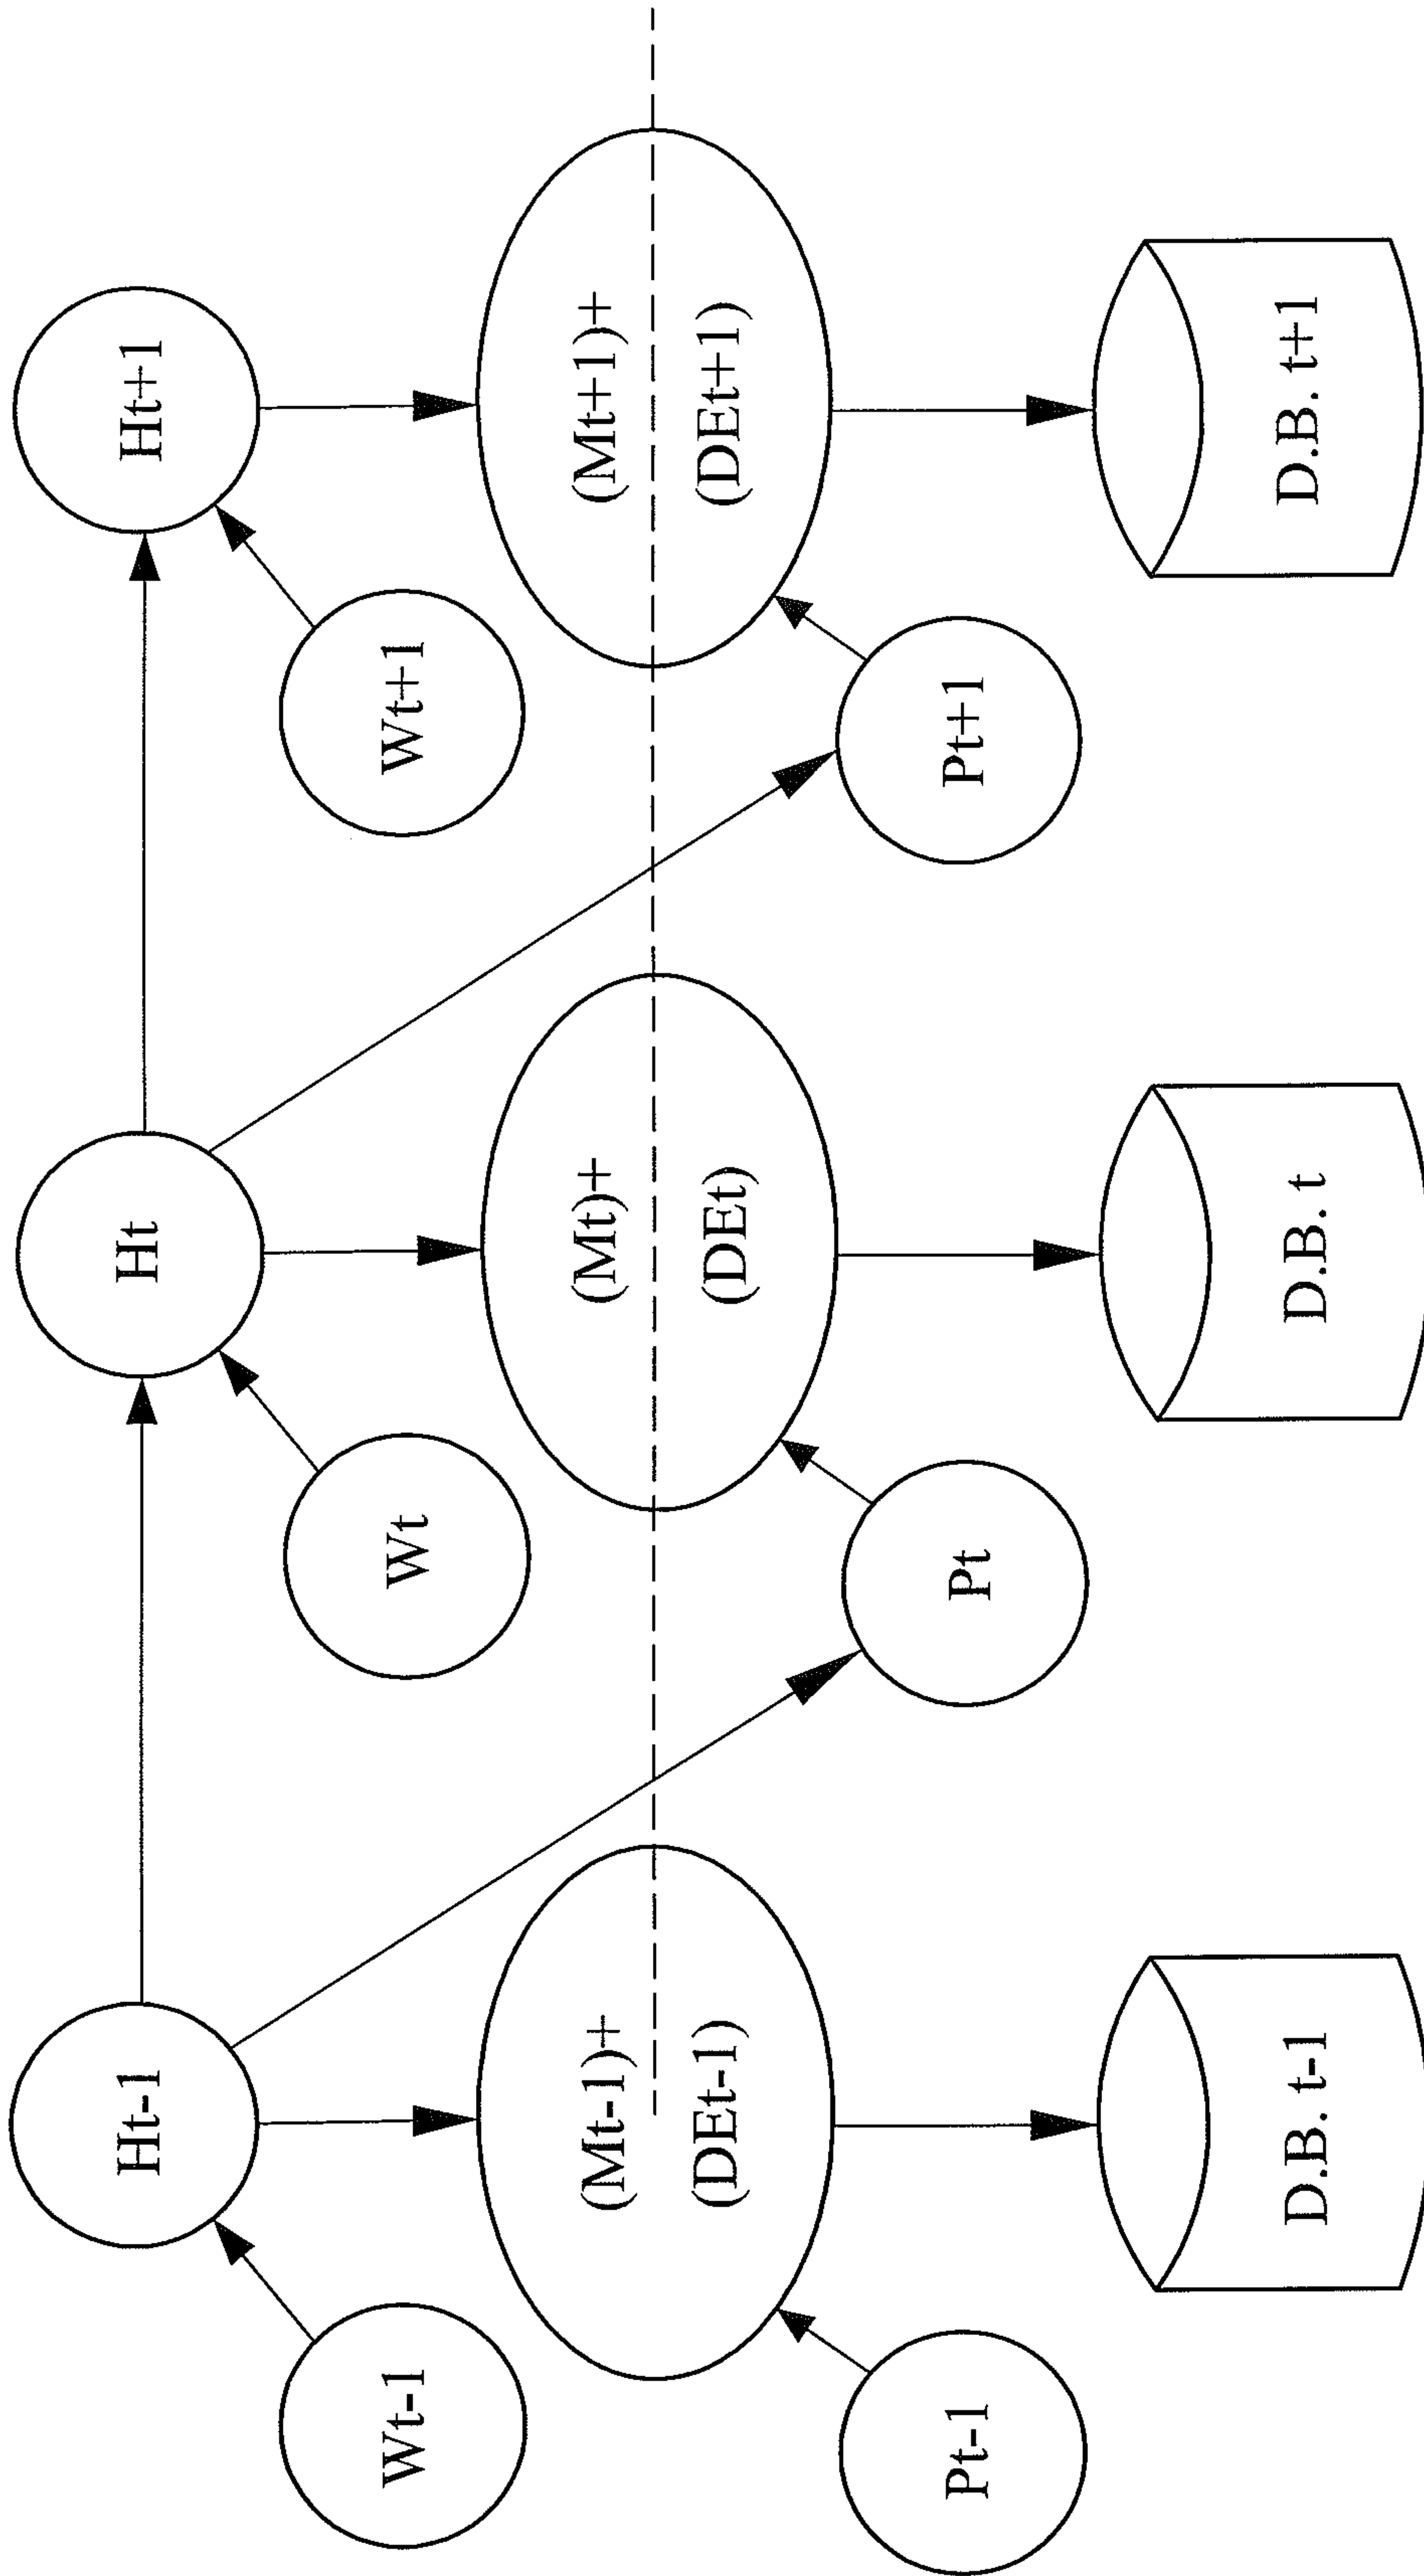 Ht-1
Ht
Ht+1
Wt-1
Wt
Wt+1
(Mt-1)+
(DEt-1)
(Mt)+
(DEt)
(Mt+1)+
(DEt+1)
Pt-1
Pt
Pt+1
D.B. t-1
D.B. t
D.B. t+1